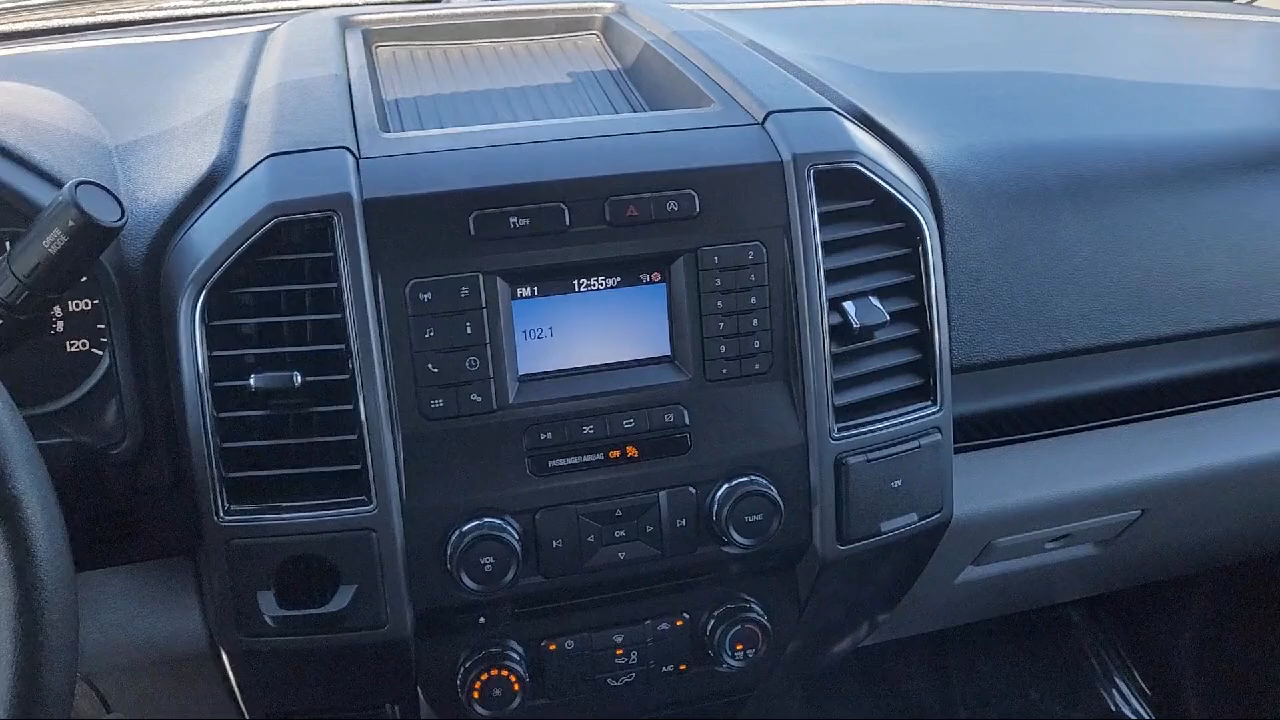 OFF
FM 1 12:55 90°
102.1
1 2
3 4
5 6
7 8
9 0
* #
DRIVE
MODE
100
120
PASSENGER AIRBAG OFF
VOL
OK
TUNE
12V
A/C